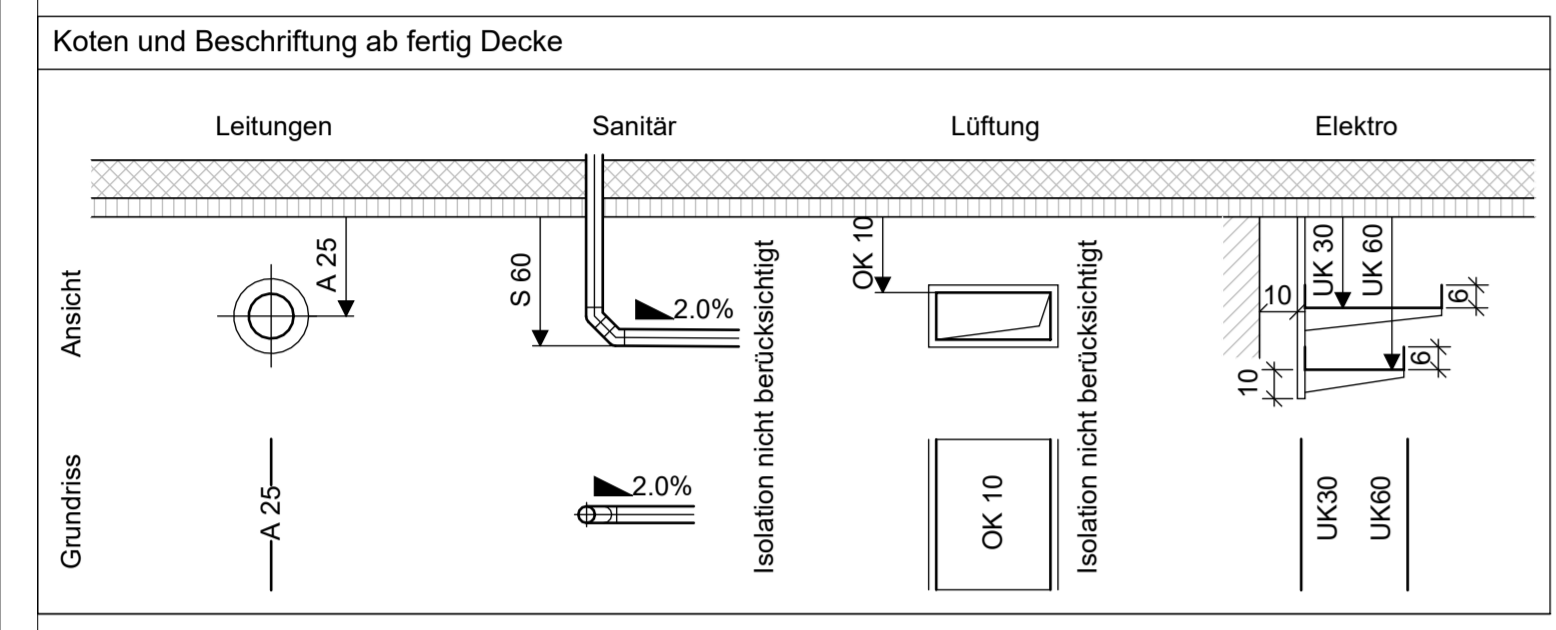 Koten und Beschriftung ab fertig Decke
Leitungen
Sanitär
Lüftung
Elektro
Ansicht
A 25
S 60
2.0%
Isolation nicht berücksichtigt
OK 10
Isolation nicht berücksichtigt
10
UK 30
UK 60
6
6
10
Grundriss
A 25
2.0%
OK 10
UK30
UK60